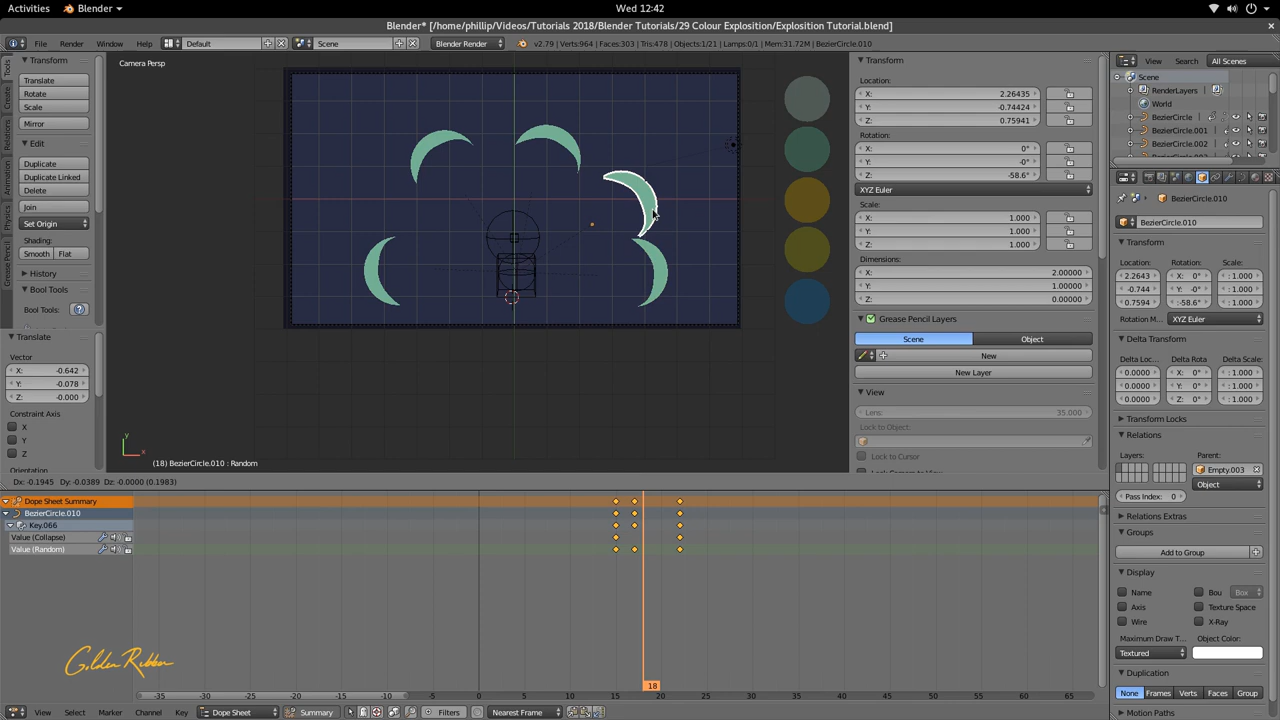 Activities Blender Wed 12:42
Blender* [/home/phillip/Videos/Tutorials 2018/Blender Tutorials/29 Colour Explosition/Explosition Tutorial.blend]
File Render Window Help Default Scene Blender Render v2.79 | Verts:964 | Faces:303 | Tris:478 | Objects:1/21 | Lamps:0/1 | Mem:31.72M | BezierCircle.010
Tools
Create
Relations
Animation
Physics
Grease Pencil
Transform
Translate
Rotate
Scale
Mirror
Edit
Duplicate
Duplicate Linked
Delete
Join
Set Origin
Shading:
Smooth Flat
History
Bool Tools
Bool Tools:
Translate
Vector
X: -0.642
Y: -0.078
Z: -0.000
Constraint Axis
X
Y
Z
Orientation
Camera Persp
y
x
(18) BezierCircle.010 : Random
Transform
Location:
X: 2.26435
Y: -0.74424
Z: 0.75941
Rotation:
X: 0°
Y: -0°
Z: -58.6°
XYZ Euler
Scale:
X: 1.000
Y: 1.000
Z: 1.000
Dimensions:
X: 2.00000
Y: 1.00000
Z: 0.00000
Grease Pencil Layers
Scene Object
New
New Layer
View
Lens: 35.000
Lock to Object:
Lock to Cursor
Lock Camera to View
View Search All Scenes
Scene
RenderLayers
World
BezierCircle
BezierCircle.001
BezierCircle.002
BezierCircle.010
BezierCircle.010
Transform
Location: Rotation: Scale:
X: 2.2643 X: 0° : 1.000
Y: -0.744 Y: -0° : 1.000
Z: 0.7594 :-58.6° : 1.000
Rotation M... XYZ Euler
Delta Transform
Delta Loc... Delta Rota Delta Scale:
0.0000 X: 0° : 1.000
0.0000 Y: 0° : 1.000
0.0000 Z: 0° : 1.000
Transform Locks
Relations
Layers: Parent:
Empty.003
Object
Pass Index: 0
Relations Extras
Groups
Add to Group
Display
Name Bou Box
Axis Texture Space
Wire X-Ray
Maximum Draw T... Object Color:
Textured
Duplication
None Frames Verts Faces Group
Motion Paths
Dx: -0.1945 Dy: -0.0389 Dz: -0.0000 (0.1983)
Dope Sheet Summary
BezierCircle.010
Key.066
Value (Collapse)
Value (Random)
Golden Ribbon
18
-35 -30 -25 -20 -15 -10 -5 0 5 10 15 20 25 30 35 40 45 50 55 60 65
View Select Marker Channel Key Dope Sheet Summary Filters Nearest Frame